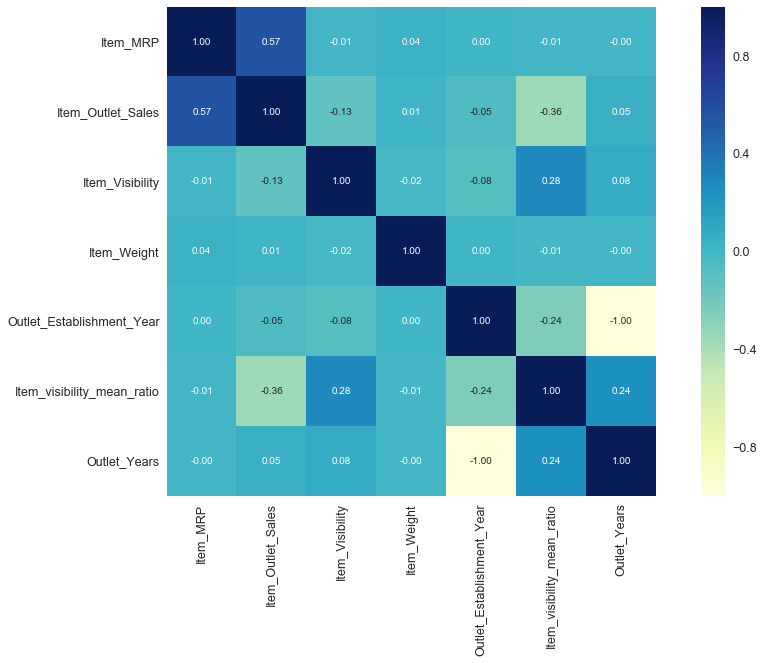 Item_MRP 1.00 0.57 -0.01 0.04 0.00 -0.01 -0.00
Item_Outlet_Sales 0.57 1.00 -0.13 0.01 -0.05 -0.36 0.05
Item_Visibility -0.01 -0.13 1.00 -0.02 -0.08 0.28 0.08
Item_Weight 0.04 0.01 -0.02 1.00 0.00 -0.01 -0.00
Outlet_Establishment_Year 0.00 -0.05 -0.08 0.00 1.00 -0.24 -1.00
Item_visibility_mean_ratio -0.01 -0.36 0.28 -0.01 -0.24 1.00 0.24
Outlet_Years -0.00 0.05 0.08 -0.00 -1.00 0.24 1.00
Item_MRP
Item_Outlet_Sales
Item_Visibility
Item_Weight
Outlet_Establishment_Year
Item_visibility_mean_ratio
Outlet_Years
0.8
0.4
0.0
−0.4
−0.8